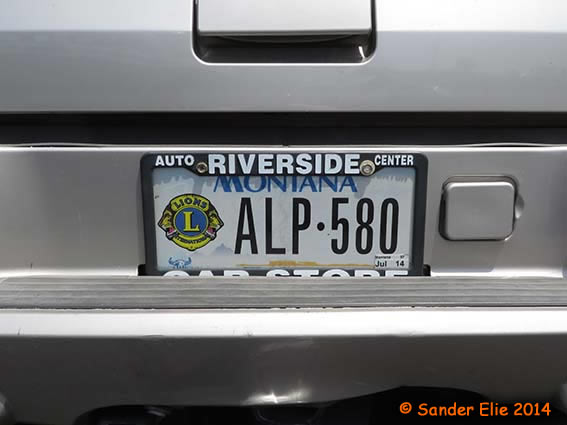 AUTO RIVERSIDE CENTER
MONTANA
LIONS
L
INTERNATIONAL
ALP·580
Jul 14
CAR STORE
© Sander Elie 2014